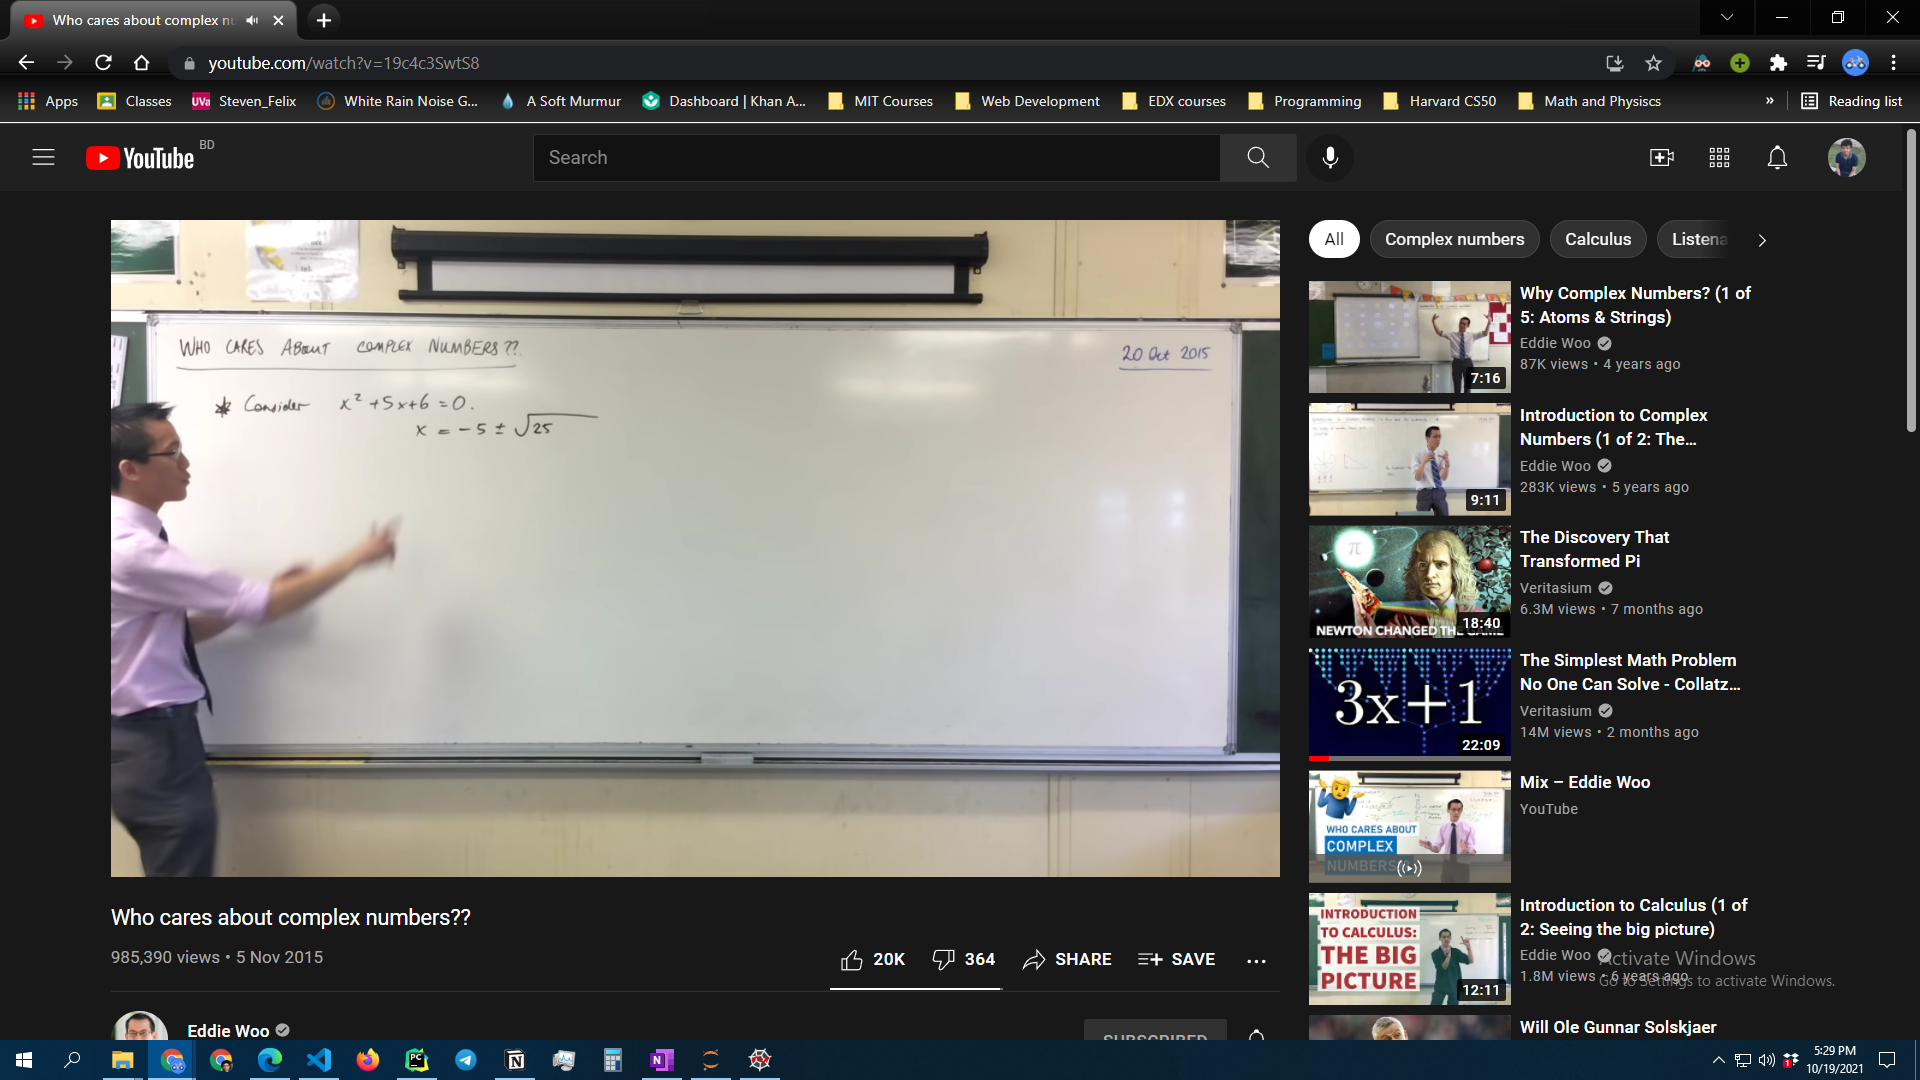 Who cares about complex nu
youtube.com/watch?v=19c4c3SwtS8
Apps Classes UVa Steven_Felix White Rain Noise G... A Soft Murmur Dashboard | Khan A... MIT Courses Web Development EDX courses Programming Harvard CS50 Math and Physiscs » Reading list
YouTube BD
Search
All Complex numbers Calculus Listena
WHO CARES ABOUT COMPLEX NUMBERS??
20 Oct 2015
* Consider x² + 5x + 6 = 0.
x = -5 ± √25
Why Complex Numbers? (1 of
5: Atoms & Strings)
Eddie Woo
87K views • 4 years ago
7:16
Introduction to Complex
Numbers (1 of 2: The...
Eddie Woo
283K views • 5 years ago
9:11
The Discovery That
Transformed Pi
Veritasium
6.3M views • 7 months ago
π
18:40
NEWTON CHANGED THE GAME
The Simplest Math Problem
No One Can Solve - Collatz...
Veritasium
14M views • 2 months ago
3x+1
22:09
Mix – Eddie Woo
YouTube
WHO CARES ABOUT
COMPLEX
NUMBERS
Introduction to Calculus (1 of
2: Seeing the big picture)
Eddie Woo
1.8M views • 6 years ago
INTRODUCTION
TO CALCULUS:
THE BIG
PICTURE
12:11
Activate Windows
Go to Settings to activate Windows.
Will Ole Gunnar Solskjaer
Who cares about complex numbers??
985,390 views • 5 Nov 2015
20K 364 SHARE SAVE
Eddie Woo
SUBSCRIBED
PC
N
N
1
5:29 PM
10/19/2021